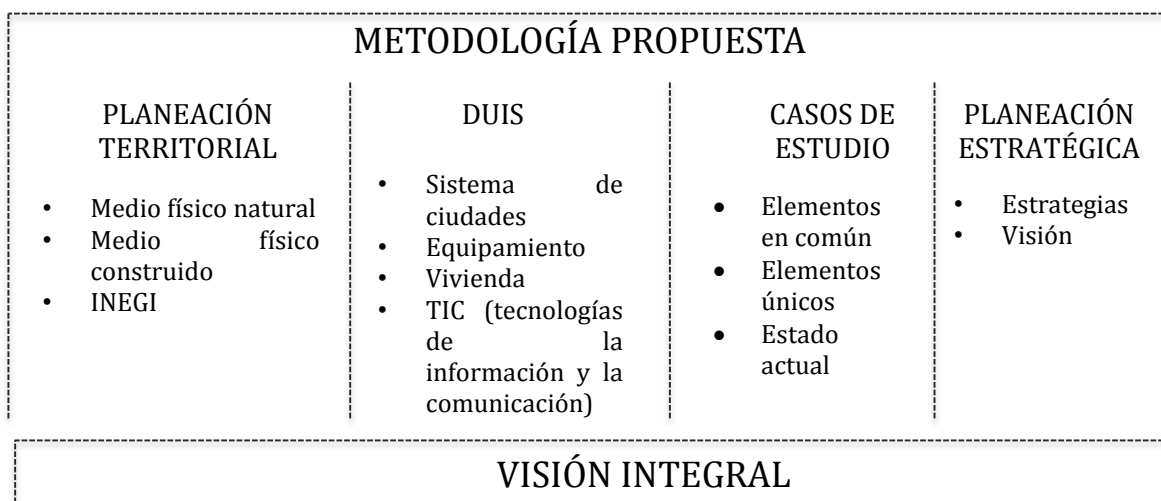 METODOLOGÍA PROPUESTA
PLANEACIÓN
TERRITORIAL
• Medio físico natural
• Medio físico
construido
• INEGI
DUIS
• Sistema de
ciudades
• Equipamiento
• Vivienda
• TIC (tecnologías
de la
información y la
comunicación)
CASOS DE
ESTUDIO
• Elementos
en común
• Elementos
únicos
• Estado
actual
PLANEACIÓN
ESTRATÉGICA
• Estrategias
• Visión
VISIÓN INTEGRAL